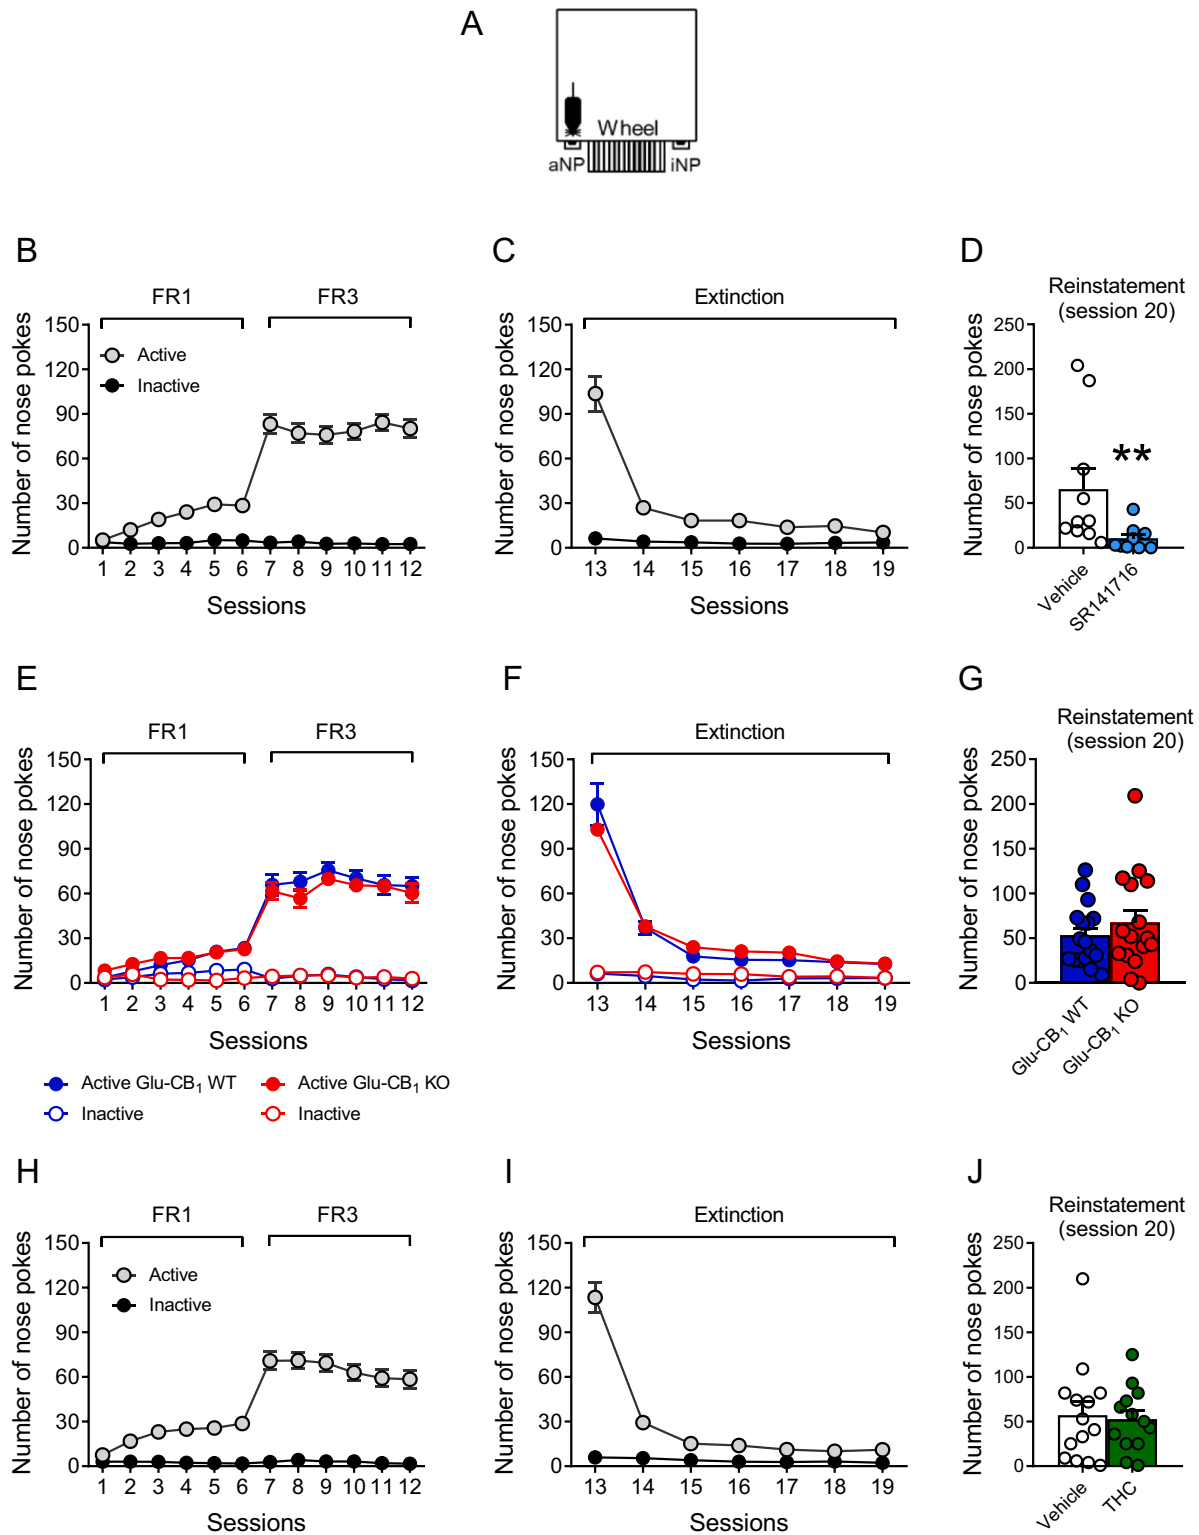 A
Wheel
aNP
iNP
B
FR1
FR3
Number of nose pokes
150
120
90
60
30
0
Active
Inactive
1 2 3 4 5 6 7 8 9 10 11 12
Sessions
C
Extinction
Number of nose pokes
150
120
90
60
30
0
13 14 15 16 17 18 19
Sessions
D
Reinstatement
(session 20)
Number of nose pokes
250
200
150
100
50
0
**
Vehicle
SR141716
E
FR1
FR3
Number of nose pokes
150
120
90
60
30
0
1 2 3 4 5 6 7 8 9 10 11 12
Sessions
Active Glu-CB₁ WT
Active Glu-CB₁ KO
Inactive
Inactive
F
Extinction
Number of nose pokes
150
120
90
60
30
0
13 14 15 16 17 18 19
Sessions
G
Reinstatement
(session 20)
Number of nose pokes
250
200
150
100
50
0
Glu-CB₁ WT
Glu-CB₁ KO
H
FR1
FR3
Number of nose pokes
150
120
90
60
30
0
Active
Inactive
1 2 3 4 5 6 7 8 9 10 11 12
Sessions
I
Extinction
Number of nose pokes
150
120
90
60
30
0
13 14 15 16 17 18 19
Sessions
J
Reinstatement
(session 20)
Number of nose pokes
250
200
150
100
50
0
Vehicle
THC